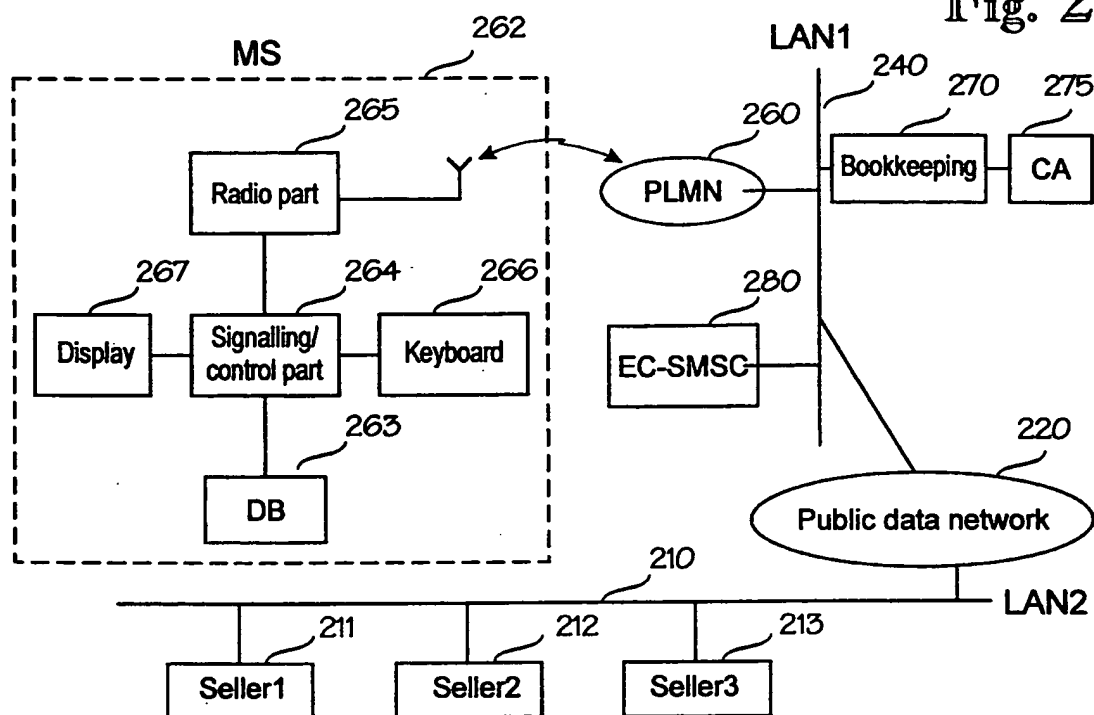 Fig. 2
262
MS
LAN1
240
270
275
265
260
Radio part
PLMN
Bookkeeping
CA
267
264
266
280
Display
Signalling/
control part
Keyboard
EC-SMSC
263
220
DB
Public data network
210
LAN2
211
212
213
Seller1
Seller2
Seller3